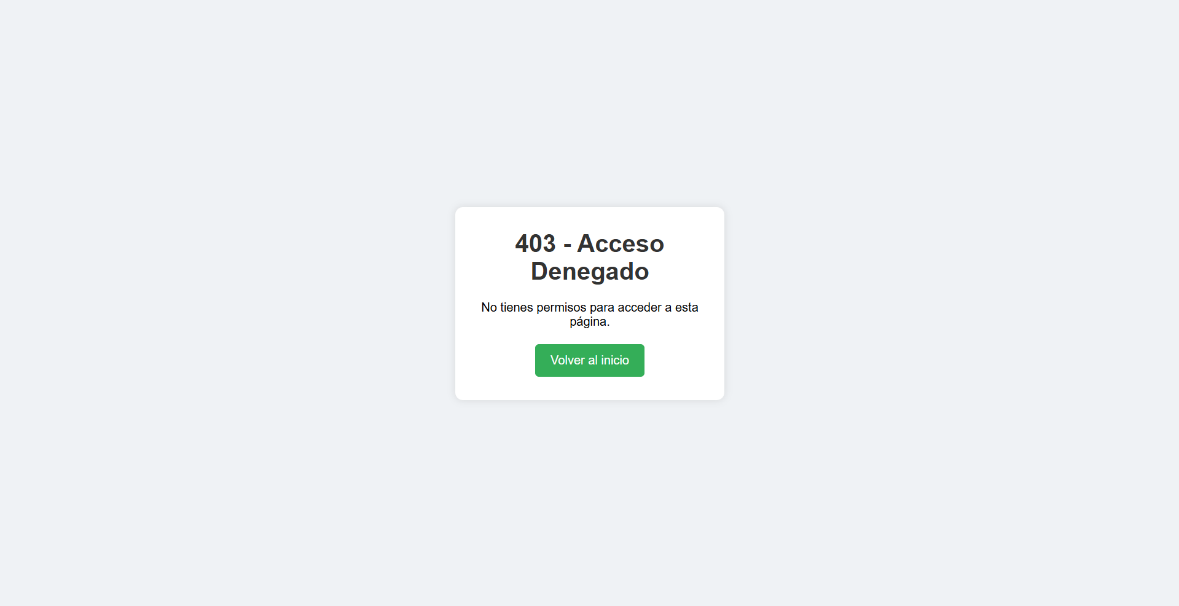 403 - Acceso
Denegado
No tienes permisos para acceder a esta
página.
Volver al inicio